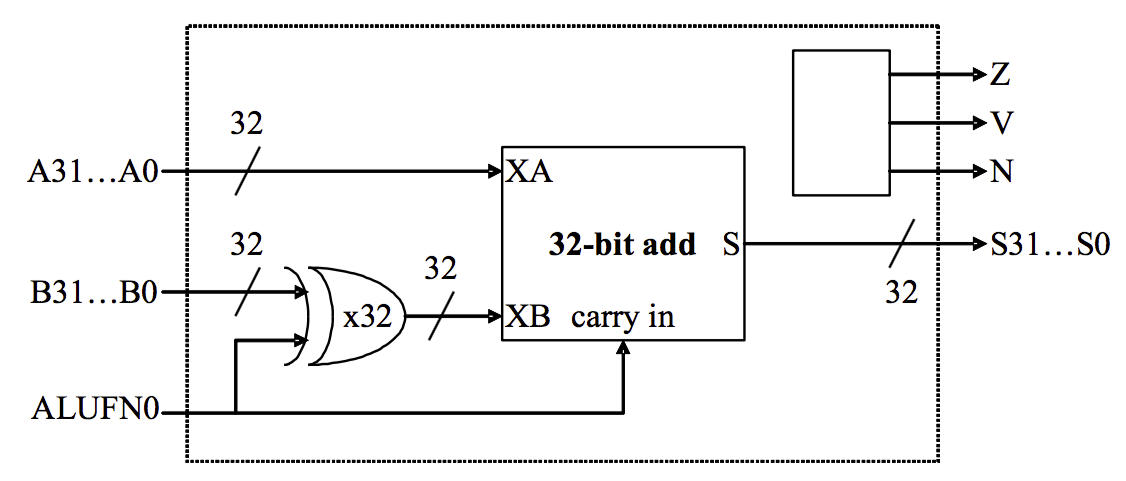 Z
32
V
A31...A0
XA
N
32
32-bit add
S
S31...S0
32
B31...B0
32
x32
XB
carry in
ALUFN0